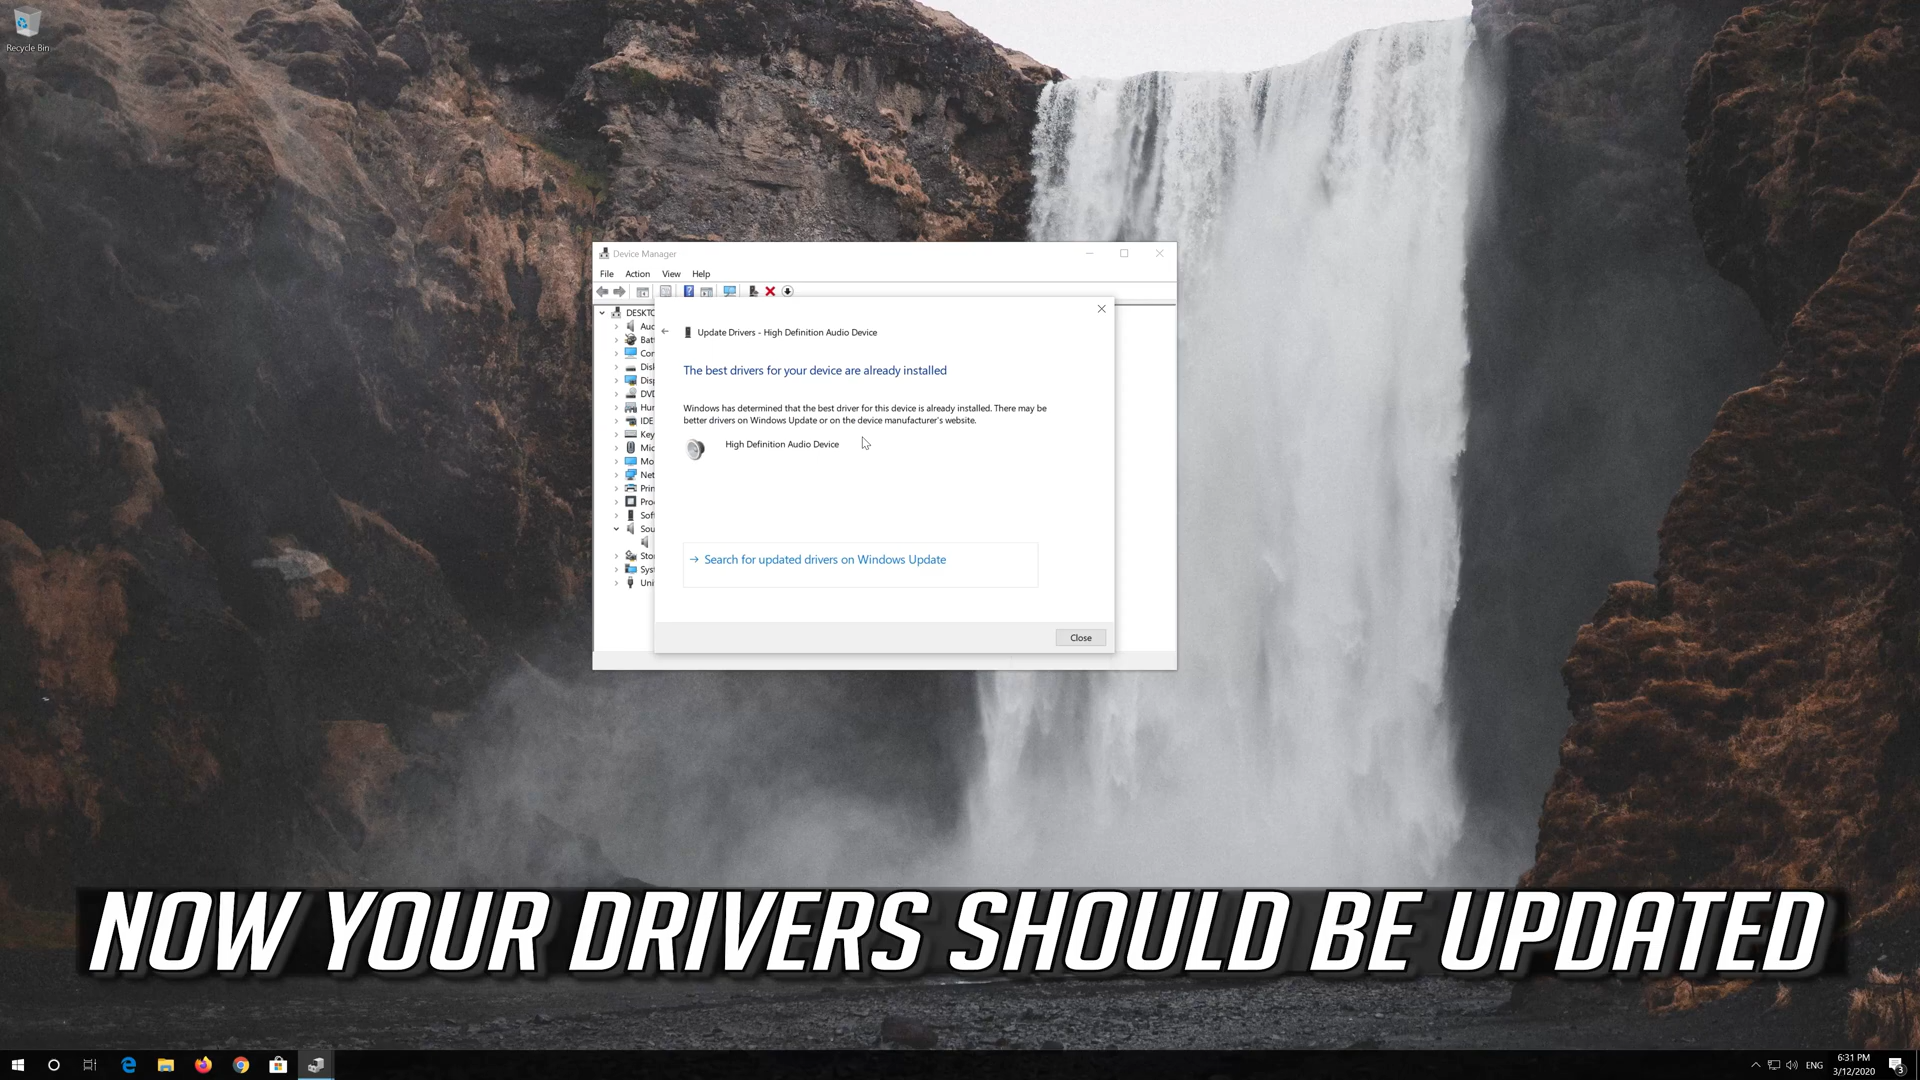 Recycle Bin
Device Manager
File Action View Help
DESKTO
Update Drivers - High Definition Audio Device
The best drivers for your device are already installed
Windows has determined that the best driver for this device is already installed. There may be
better drivers on Windows Update or on the device manufacturer's website.
High Definition Audio Device
Search for updated drivers on Windows Update
Close
Aud
Batt
Con
Disk
Disp
DVD
Hum
IDE
Key
Mic
Mo
Net
Prin
Pro
Soft
Sou
Sto
Syst
Uni
NOW YOUR DRIVERS SHOULD BE UPDATED
ENG
6:31 PM
3/12/2020
3